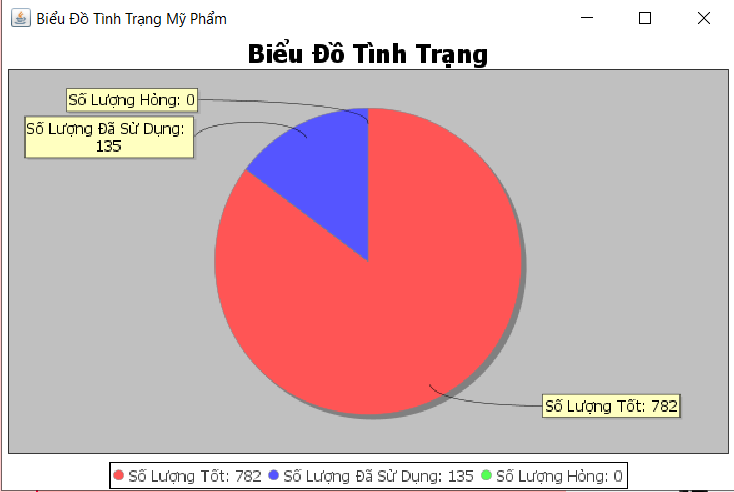 Biểu Đồ Tình Trạng Mỹ Phẩm
Biểu Đồ Tình Trạng
Số Lượng Hỏng: 0
Số Lượng Đã Sử Dụng:
135
Số Lượng Tốt: 782
Số Lượng Tốt: 782 Số Lượng Đã Sử Dụng: 135 Số Lượng Hỏng: 0